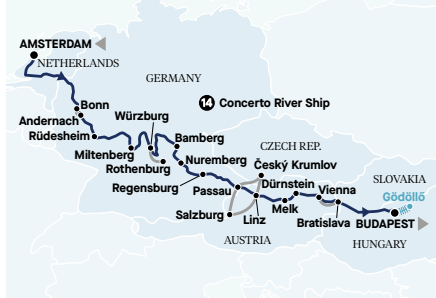 AMSTERDAM
NETHERLANDS
GERMANY
14 Concerto River Ship
Bonn
Andernach
Würzburg
Rüdesheim
Bamberg
Miltenberg
Nuremberg
CZECH REP.
Rothenburg
Český Krumlov
Regensburg
Passau
Dürnstein
Vienna
SLOVAKIA
Gödöllő
Salzburg
Linz
Melk
Bratislava
BUDAPEST
AUSTRIA
HUNGARY